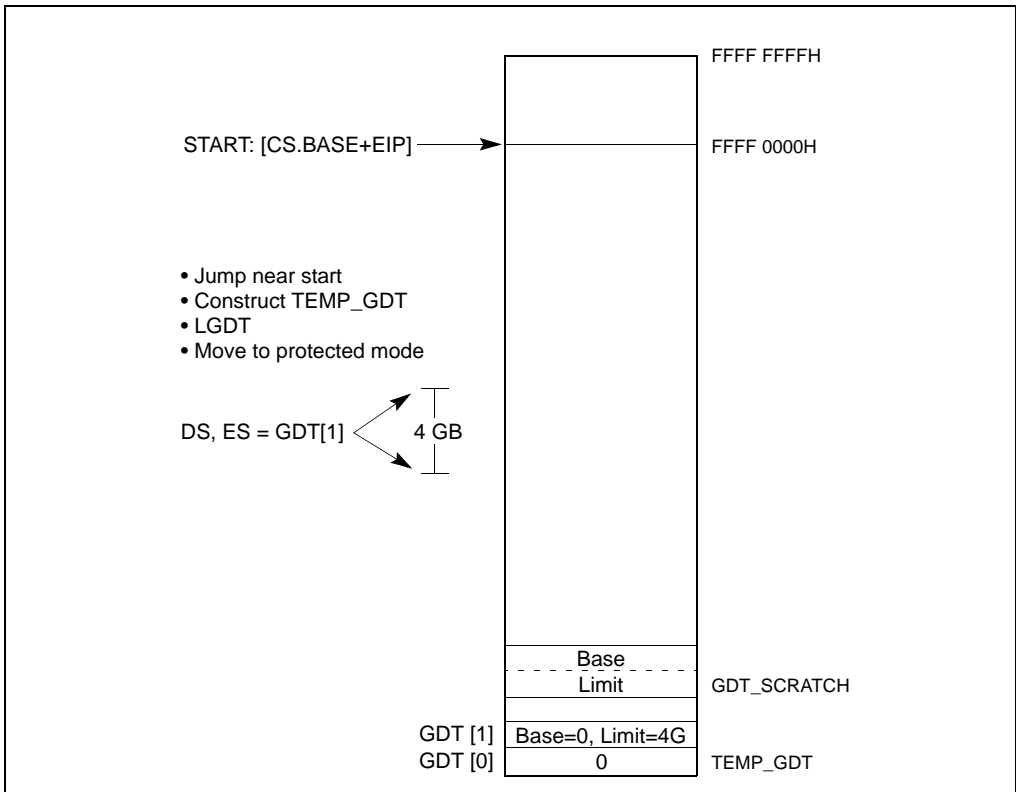 FFFF FFFFH
START: [CS.BASE+EIP]
FFFF 0000H
• Jump near start
• Construct TEMP_GDT
• LGDT
• Move to protected mode
DS, ES = GDT[1]
4 GB
Base
Limit
GDT_SCRATCH
GDT [1]
Base=0, Limit=4G
GDT [0]
0
TEMP_GDT